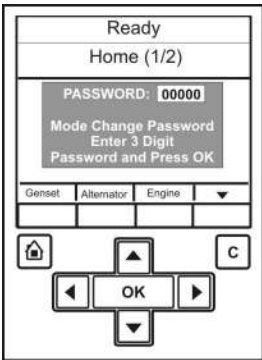 Ready
Home (1/2)
PASSWORD: 00000
Mode Change Password
Enter 3 Digit
Password and Press OK
Genset Alternator Engine
C
OK